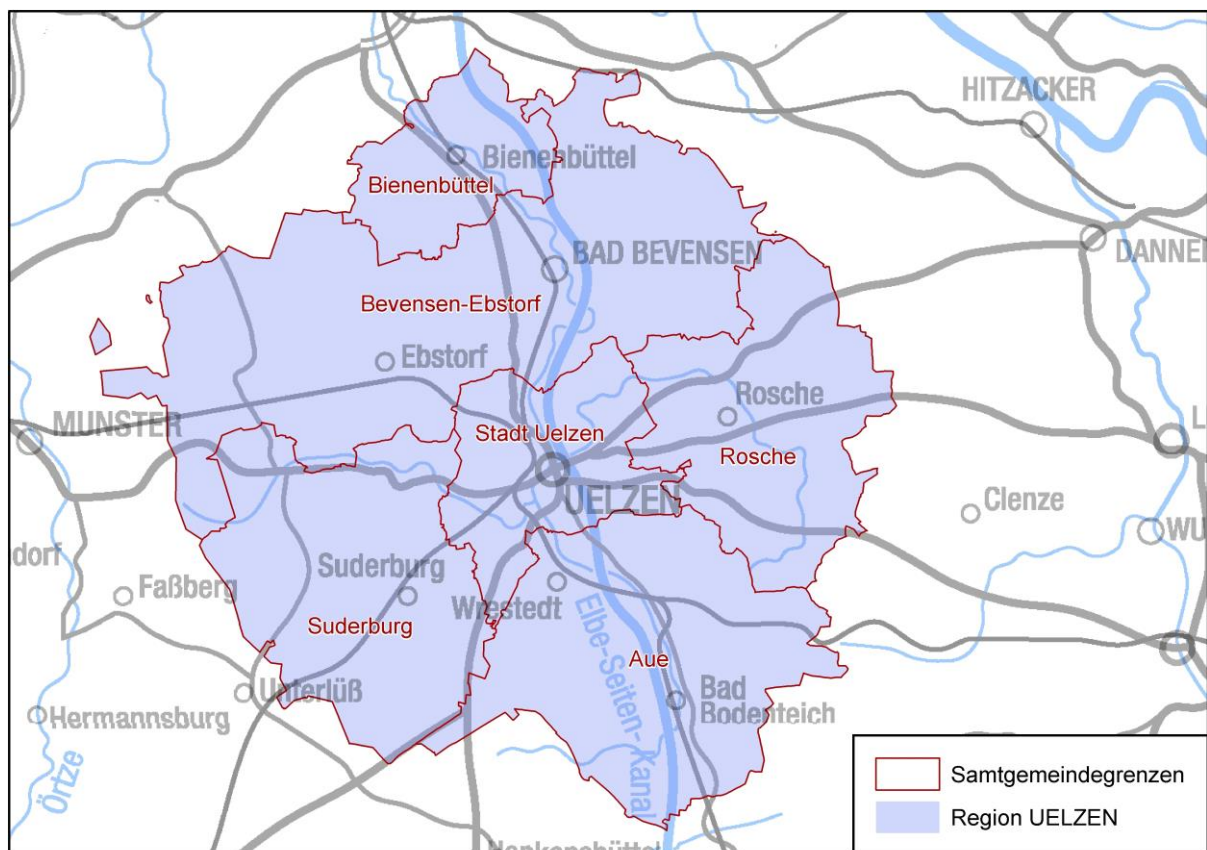 HITZACKER
Bienenbüttel
Bienenbüttel
BAD BEVENSEN
DANNE
Bevensen-Ebstorf
Ebstorf
Rosche
MUNSTER
Stadt Uelzen
Rosche
L
UELZEN
Clenze
WU
dorf
Faßberg
Suderburg
Wrestedt
Suderburg
Elbe-Seiten-Kanal
Aue
Unterlüß
Bad
Bodenteich
Hermannsburg
Örtze
Samtgemeindegrenzen
Region UELZEN